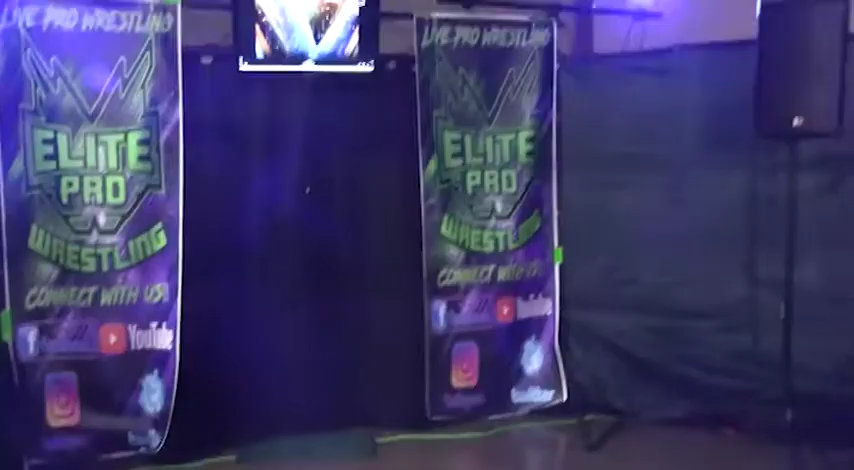 LIVE PRO WRESTLING
ELITE
PRO
WRESTLING
CONNECT WITH US!
f
YouTube
LIVE PRO WRESTLING
ELITE
PRO
WRESTLING
CONNECT WITH US
f
YouTube
twitter